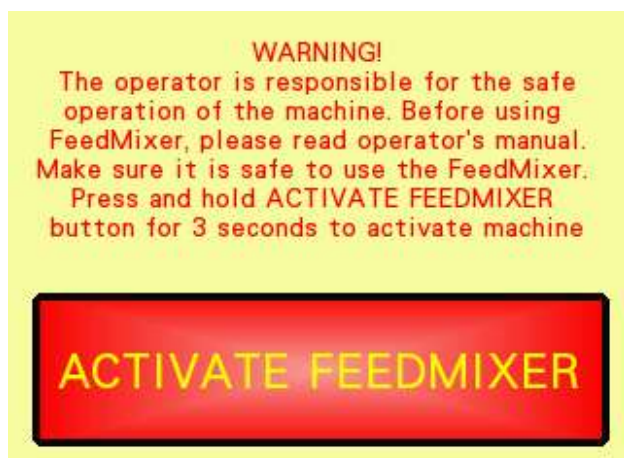 WARNING!
The operator is responsible for the safe
operation of the machine. Before using
FeedMixer, please read operator's manual.
Make sure it is safe to use the FeedMixer.
Press and hold ACTIVATE FEEDMIXER
button for 3 seconds to activate machine
ACTIVATE FEEDMIXER